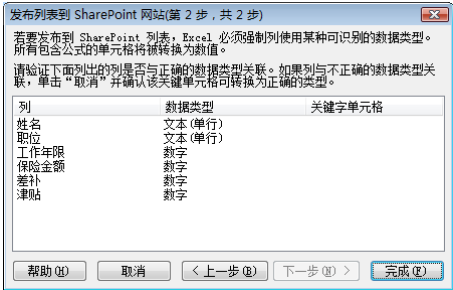 发布列表到 SharePoint 网站(第 2 步，共 2 步)
若要发布到 SharePoint 列表，Excel 必须强制列使用某种可识别的数据类型。
所有包含公式的单元格将被转换为数值。
请验证下面列出的列是否与正确的数据类型关联。如果列与不正确的数据类型关
联，单击“取消”并确认该关键单元格可转换为正确的类型。
列 数据类型 关键字单元格
姓名 文本(单行)
职位 文本(单行)
工作年限 数字
保险金额 数字
差补 数字
津贴 数字
帮助(H) 取消 < 上一步(B) 下一步(N) > 完成(F)